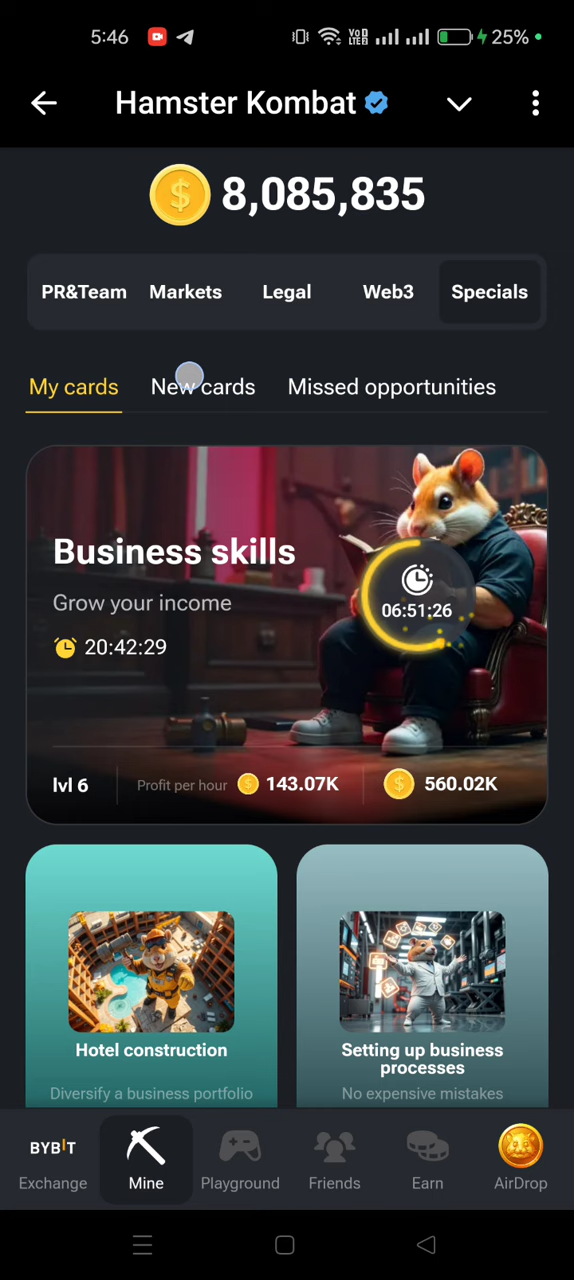 5:46
Vo LTE
25%
Hamster Kombat
8,085,835
PR&Team Markets Legal Web3 Specials
My cards New cards Missed opportunities
Business skills
Grow your income
06:51:26
20:42:29
lvl 6 Profit per hour 143.07K 560.02K
Hotel construction
Diversify a business portfolio
Setting up business
processes
No expensive mistakes
BYBIT
Exchange Mine Playground Friends Earn AirDrop